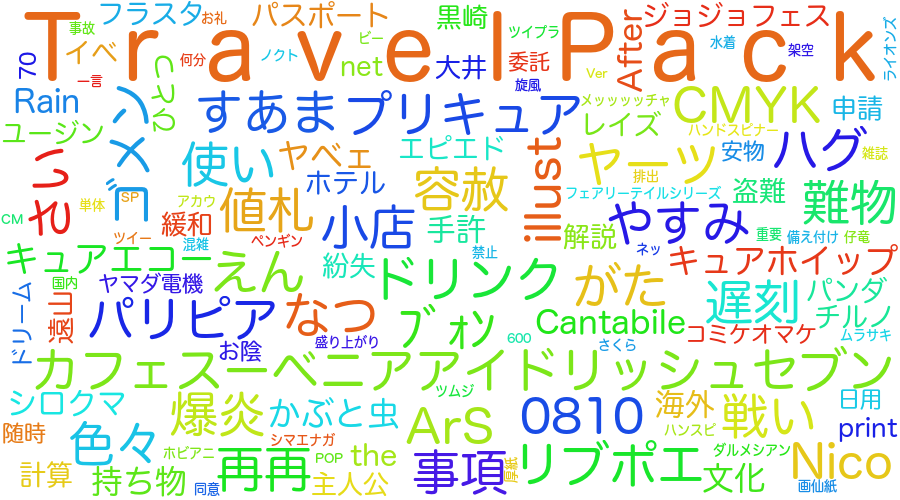 フラスタ
お礼
パスポート
黒崎
ジョジョフェス
事故
イベ
ビー
ツイプラ
水着
架空
ライオンズ
Travel Pack
何分
ノクト
net
大井
委託
After
70
一言
旋風
Ver
Rain
コスパ2
すあま
プリキュア
メッッッッチャ
CMYK
申請
ユージン
ゴメン
レイズ
ハンドスピナー
ハグ
さい
使い
ヤベェ
エピエド
illust
ヤーツ
安物
雑誌
ホテル
容赦
排出
SP
アカウ
フェアリーテイルシリーズ
盗難
難物
単体
値札
小店
手許
やすみ
CM
緩和
解説
重要
備え付け
仔竜
ツイー
混雑
ペンギン
禁止
ネッ
キュアエコー
えん
紛失
キュアホイップ
国内
ヤマダ電機
ドリンク
がた
遅刻
パンダ
ドリーム
遠山
パリピア
なつ
ブォン
Cantabile
コミケオマケ
チルノ
お陰
盛り上がり
600
さくら
ムラサキ
カフェスーベニアアイドリッシュセブン
ツムジ
シロクマ
爆炎
かぶと虫
ArS
0810
海外
戦い
日用
随時
色々
シマエナガ
ハンスピ
print
ホビアニ
POP
the
ダルメシアン
計算
持ち物
再再
主人公
事項
厚紙
リブポエ
文化
Nico
同意
画仙紙